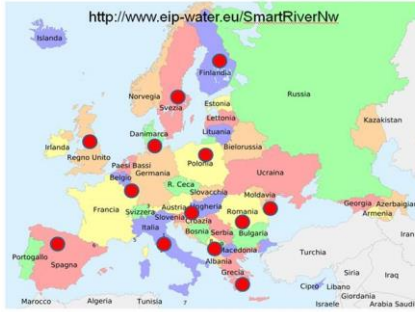 http://www.eip-water.eu/SmartRiverNw
Islanda
Finlandia
Norvegia
Svezia
Russia
Estonia
Lettonia
Lituania
Danimarca
Irlanda
Regno Unito
Paesi Bassi
Polonia
Bielorussia
Kazakistan
Belgio
Germania
R. Ceca
Ucraina
Slovacchia
Francia
Svizzera
Austria
Ungheria
Moldavia
Slovenia
Croazia
Romania
Italia
Bosnia
Serbia
Bulgaria
Georgia
Azerbaigian
Armenia
Macedonia
Albania
Portogallo
Spagna
Grecia
Turchia
Siria
Iraq
Cipro
Libano
Marocco
Algeria
Tunisia
Israele
Giordania
Arabia Saudi